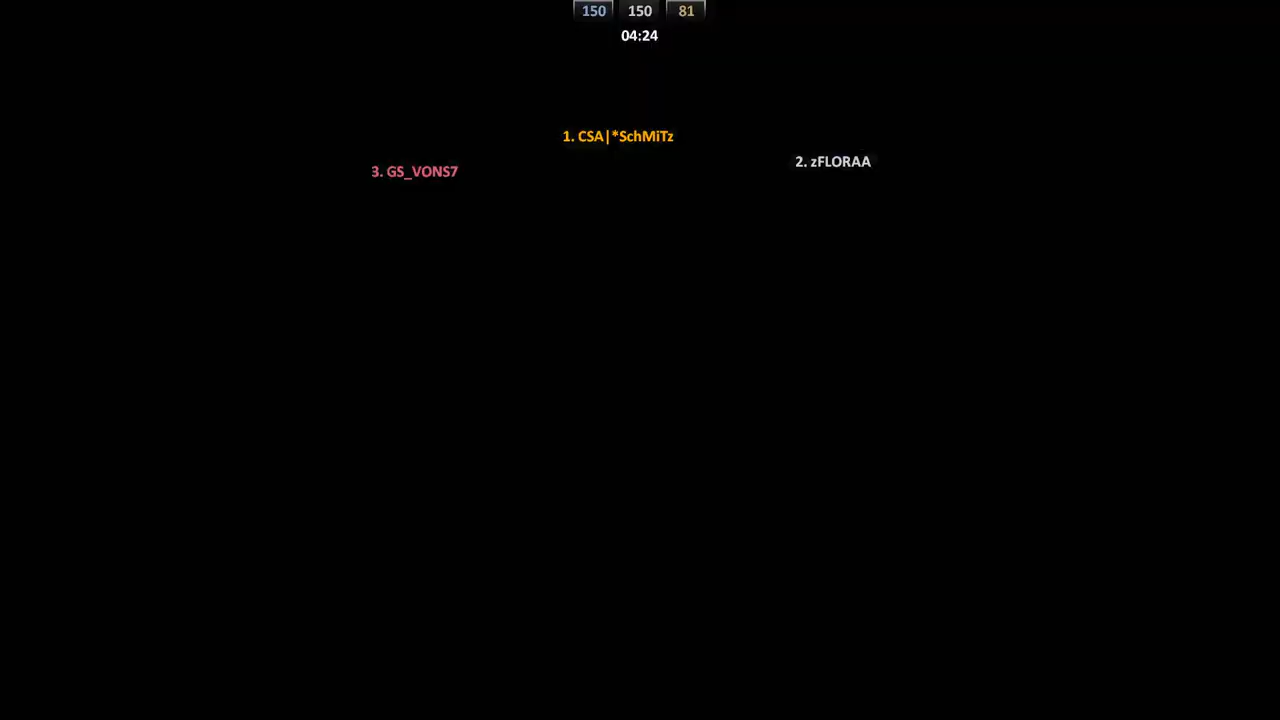 150 150 81
04:24
1. CSA|*SchMiTz
2. zFLORAA
3. GS_VONS7